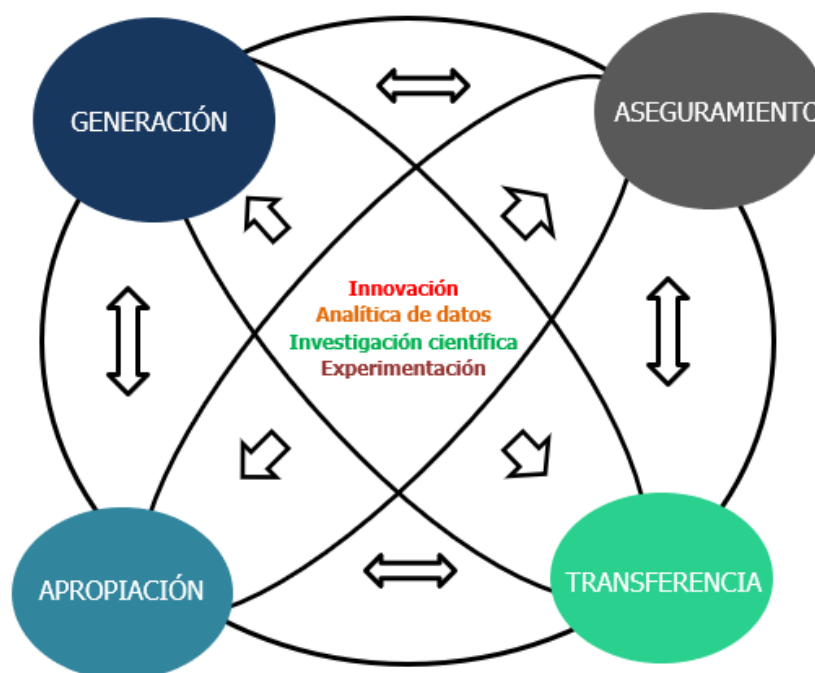 GENERACIÓN
ASEGURAMIENTO
Innovación
Analítica de datos
Investigación científica
Experimentación
APROPIACIÓN
TRANSFERENCIA